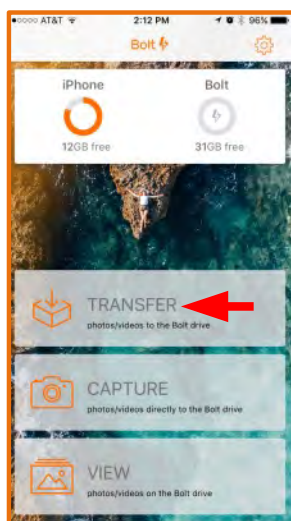 AT&T 2:12 PM 96%
Bolt
iPhone Bolt
12GB free 31GB free
TRANSFER
photos/videos to the Bolt drive
CAPTURE
photos/videos directly to the Bolt drive
VIEW
photos/videos on the Bolt drive